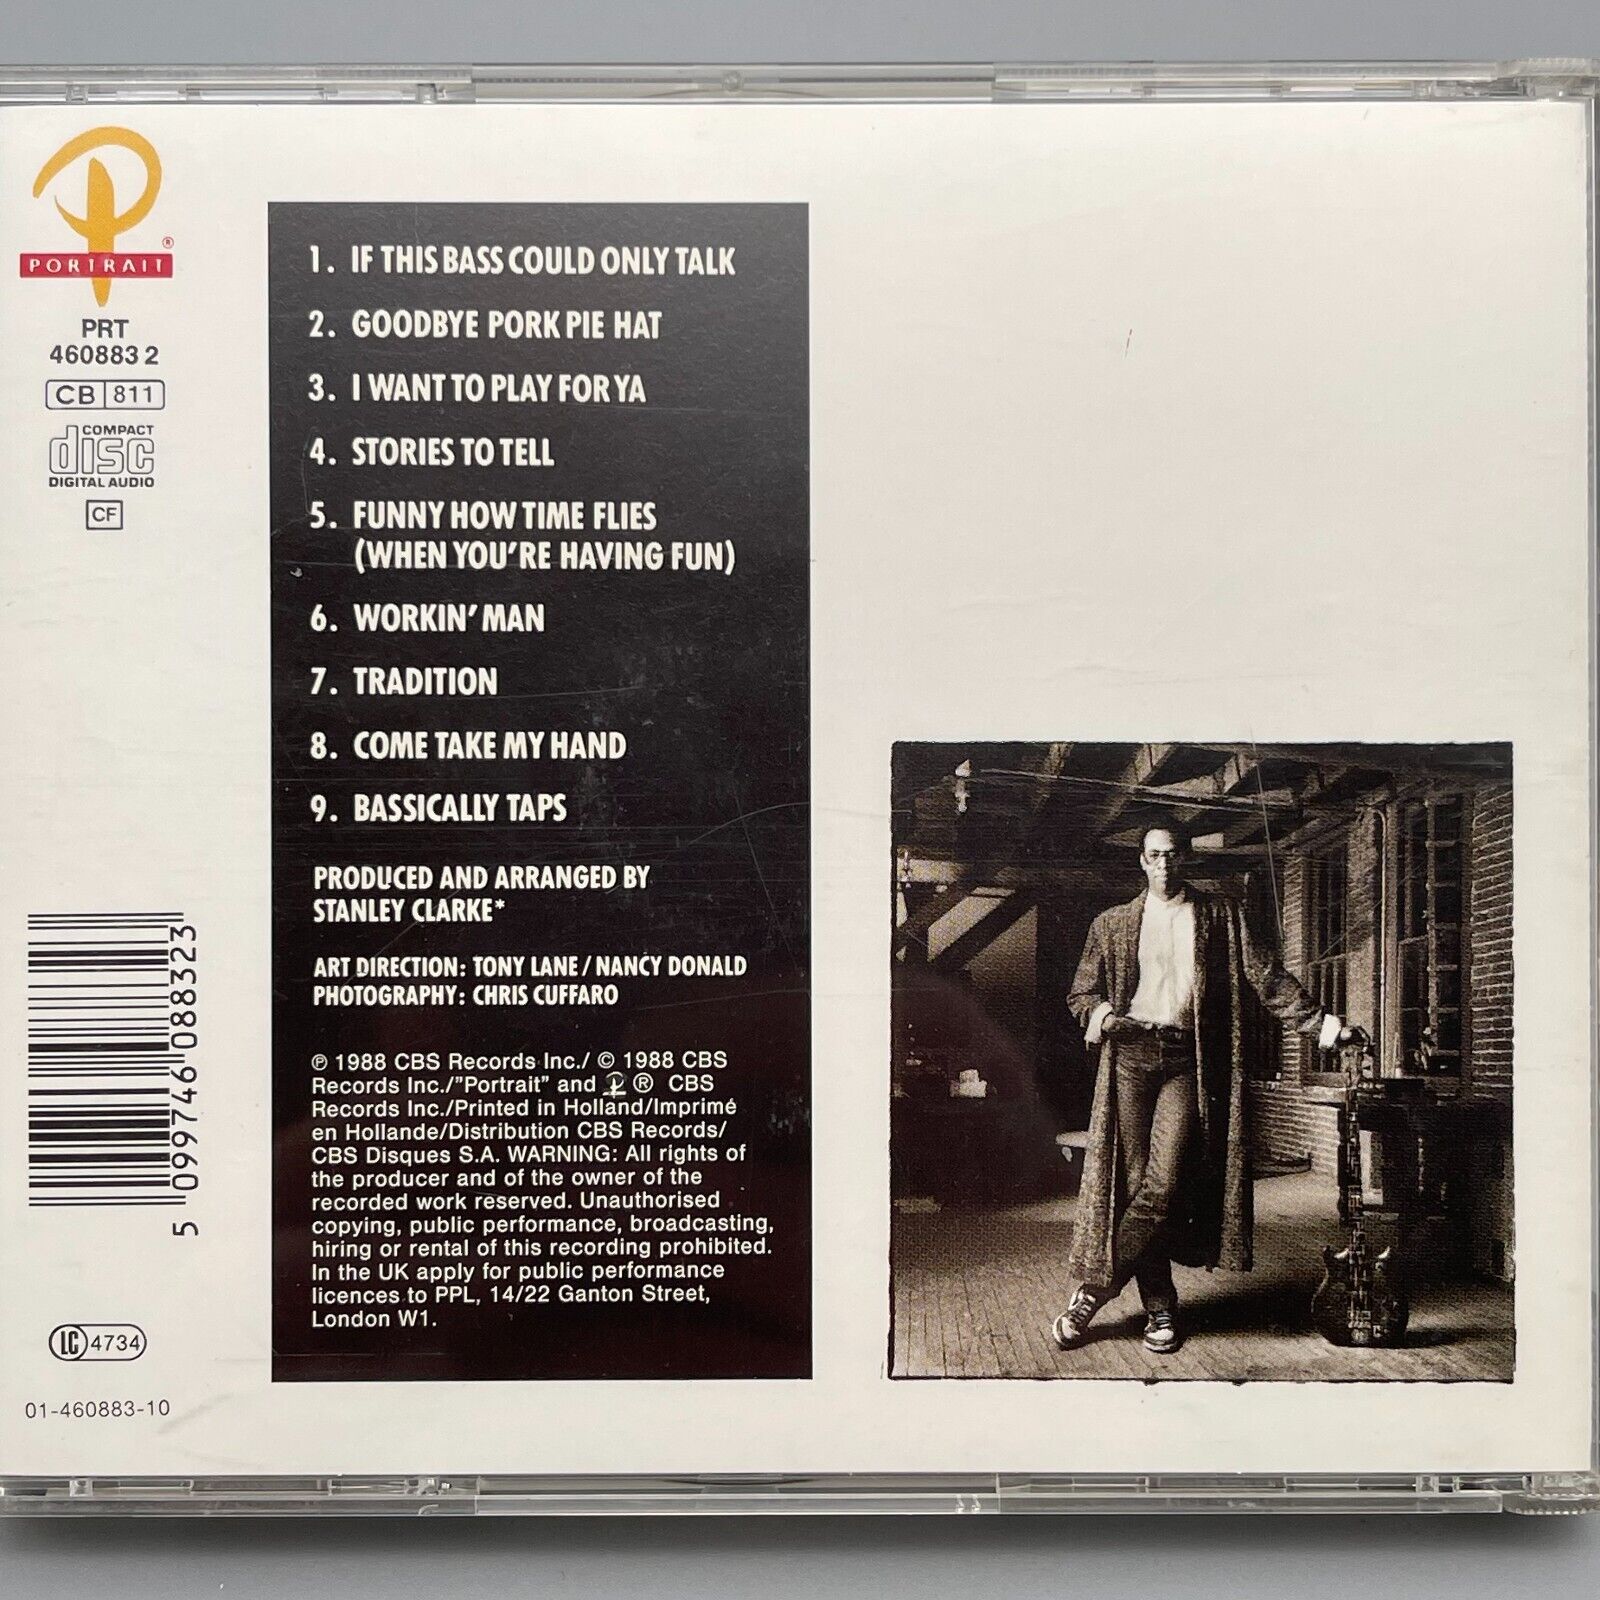 PORTRAIT ®
PRT
460883 2
CB 811
COMPACT
disc
DIGITAL AUDIO
CF
1. IF THIS BASS COULD ONLY TALK
2. GOODBYE PORK PIE HAT
3. I WANT TO PLAY FOR YA
4. STORIES TO TELL
5. FUNNY HOW TIME FLIES
(WHEN YOU'RE HAVING FUN)
6. WORKIN' MAN
7. TRADITION
8. COME TAKE MY HAND
9. BASSICALLY TAPS
PRODUCED AND ARRANGED BY
STANLEY CLARKE*
ART DIRECTION: TONY LANE / NANCY DONALD
PHOTOGRAPHY: CHRIS CUFFARO
℗ 1988 CBS Records Inc./ © 1988 CBS
Records Inc./"Portrait" and ® CBS
Records Inc./Printed in Holland/Imprimé
en Hollande/Distribution CBS Records/
CBS Disques S.A. WARNING: All rights of
the producer and of the owner of the
recorded work reserved. Unauthorised
copying, public performance, broadcasting,
hiring or rental of this recording prohibited.
In the UK apply for public performance
licences to PPL, 14/22 Ganton Street,
London W1.
5 099746 088323
LC 4734
01-460883-10